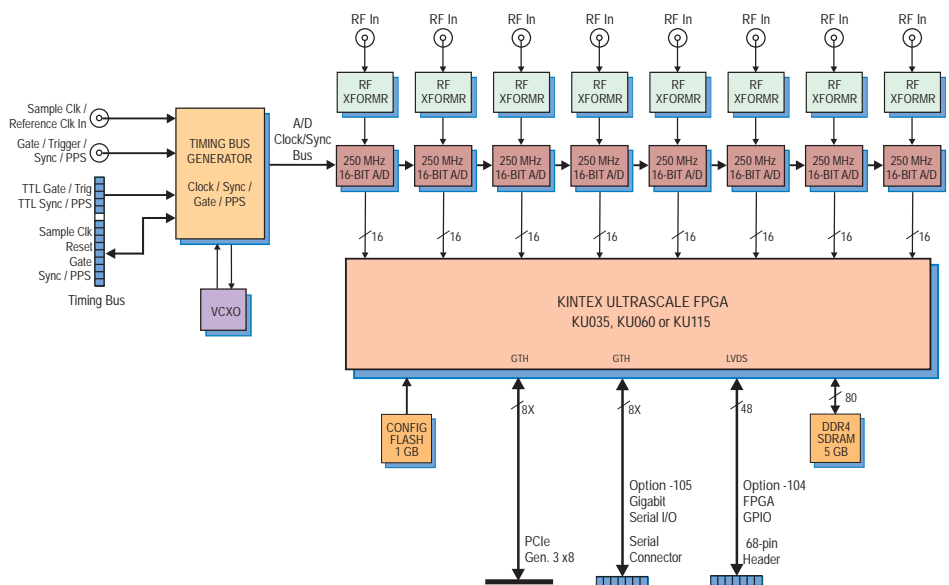 RF In
RF In
RF In
RF In
RF In
RF In
RF In
RF In
RF
XFORMR
RF
XFORMR
RF
XFORMR
RF
XFORMR
RF
XFORMR
RF
XFORMR
RF
XFORMR
RF
XFORMR
Sample Clk /
Reference Clk In
Gate / Trigger /
Sync / PPS
TTL Gate / Trig
TTL Sync / PPS
Sample Clk
Reset
Gate
Sync / PPS
Timing Bus
TIMING BUS
GENERATOR
Clock / Sync /
Gate / PPS
VCXO
A/D
Clock/Sync
Bus
250 MHz
16-BIT A/D
250 MHz
16-BIT A/D
250 MHz
16-BIT A/D
250 MHz
16-BIT A/D
250 MHz
16-BIT A/D
250 MHz
16-BIT A/D
250 MHz
16-BIT A/D
250 MHz
16-BIT A/D
16
16
16
16
16
16
16
16
KINTEX ULTRASCALE FPGA
KU035, KU060 or KU115
GTH
GTH
LVDS
8X
8X
48
80
CONFIG
FLASH
1 GB
DDR4
SDRAM
5 GB
PCIe
Gen. 3 x8
Option -105
Gigabit
Serial I/O
Serial
Connector
Option -104
FPGA
GPIO
68-pin
Header